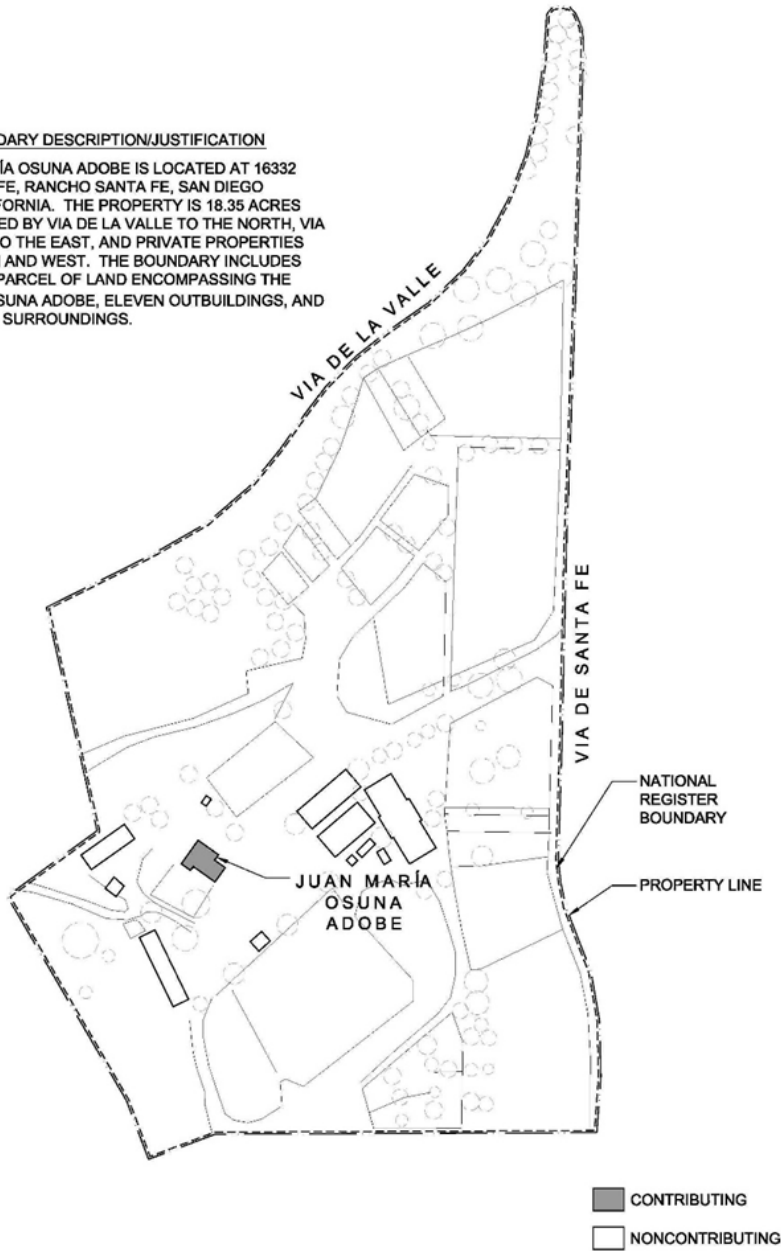 DARY DESCRIPTION/JUSTIFICATION
ÍA OSUNA ADOBE IS LOCATED AT 16332
FE, RANCHO SANTA FE, SAN DIEGO
FORNIA. THE PROPERTY IS 18.35 ACRES
ED BY VIA DE LA VALLE TO THE NORTH, VIA
O THE EAST, AND PRIVATE PROPERTIES
H AND WEST. THE BOUNDARY INCLUDES
PARCEL OF LAND ENCOMPASSING THE
SUNA ADOBE, ELEVEN OUTBUILDINGS, AND
SURROUNDINGS.
VIA DE LA VALLE
VIA DE SANTA FE
NATIONAL
REGISTER
BOUNDARY
PROPERTY LINE
JUAN MARÍA
OSUNA
ADOBE
CONTRIBUTING
NONCONTRIBUTING